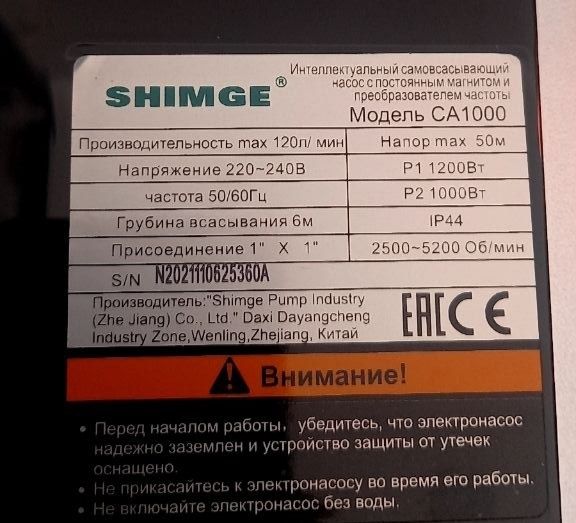 SHIMGE®
Интеллектуальный самовсасывающий
насос с постоянным магнитом и
преобразователем частоты
Модель CA1000
Производительность max 120л/ мин Напор max 50м
Напряжение 220~240В P1 1200Вт
частота 50/60Гц P2 1000Вт
Грубина всасывания 6м IP44
Присоединение 1" X 1" 2500~5200 Об/мин
S/N N2021110625360A
Производитель:"Shimge Pump Industry
(Zhe Jiang) Co., Ltd." Daxi Dayangcheng
Industry Zone,Wenling,Zhejiang, Китай
EAC CE
Внимание!
• Перед началом работы, убедитесь, что электронасос
надежно заземлен и устройство защиты от утечек
оснащено.
• Не прикасайтесь к электронасосу во время его работы.
• Не включайте электронасос без воды.